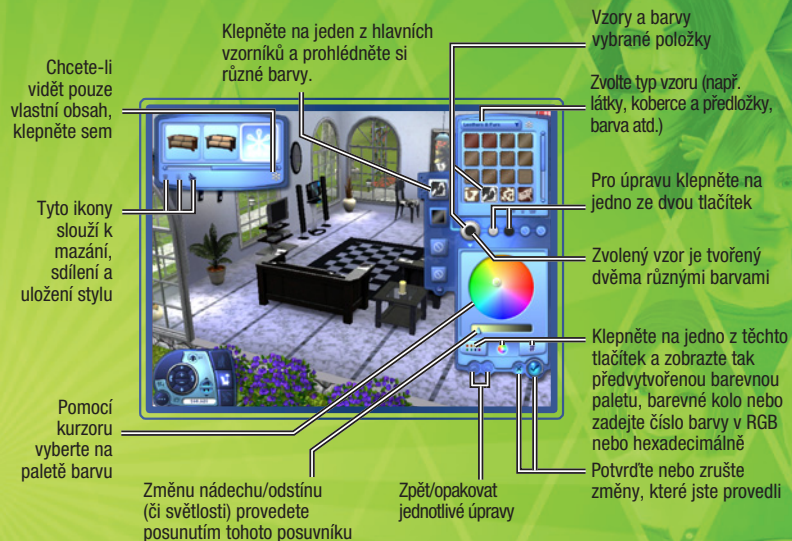 Klepněte na jeden z hlavních
vzorníků a prohlédněte si
různé barvy.
Vzory a barvy
vybrané položky
Chcete-li
vidět pouze
vlastní obsah,
klepněte sem
Zvolte typ vzoru (např.
látky, koberce a předložky,
barva atd.)
Tyto ikony
slouží k
mazání,
sdílení a
uložení stylu
Pro úpravu klepněte na
jedno ze dvou tlačítek
Zvolený vzor je tvořený
dvěma různými barvami
Klepněte na jedno z těchto
tlačítek a zobrazte tak
předvytvořenou barevnou
paletu, barevné kolo nebo
zadejte číslo barvy v RGB
nebo hexadecimálně
Pomocí
kurzoru
vyberte na
paletě barvu
Změnu nádechu/odstínu
(či světlosti) provedete
posunutím tohoto posuvníku
Zpět/opakovat
jednotlivé úpravy
Potvrďte nebo zrušte
změny, které jste provedli